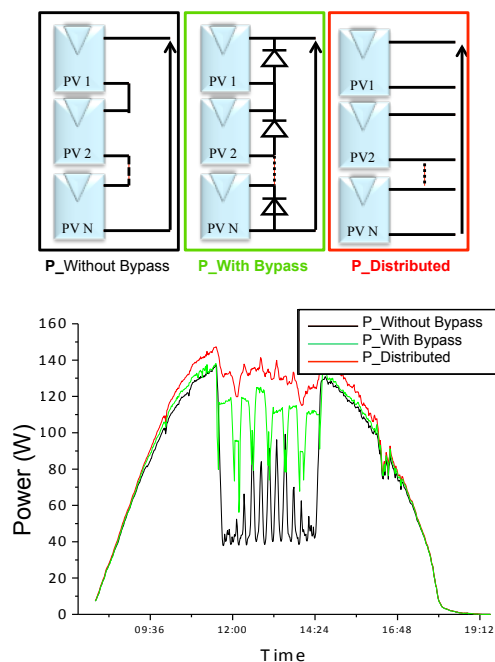 PV 1
PV 2
PV N
PV 1
PV 2
PV N
PV1
PV2
PV N
P_Without Bypass
P_With Bypass
P_Distributed
P_Without Bypass
P_With Bypass
P_Distributed
160
140
120
100
80
60
40
20
0
Power (W)
09:36
12:00
14:24
16:48
19:12
Time